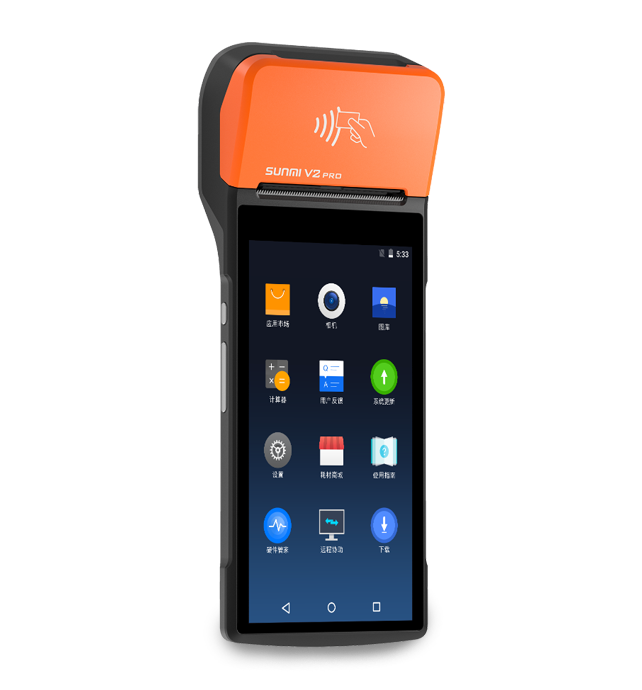 SUNMI V2 PRO
5:33
应用市场
相机
图库
计算器
用户反馈
系统更新
设置
耗材商城
使用指南
硬件管家
远程协助
下载